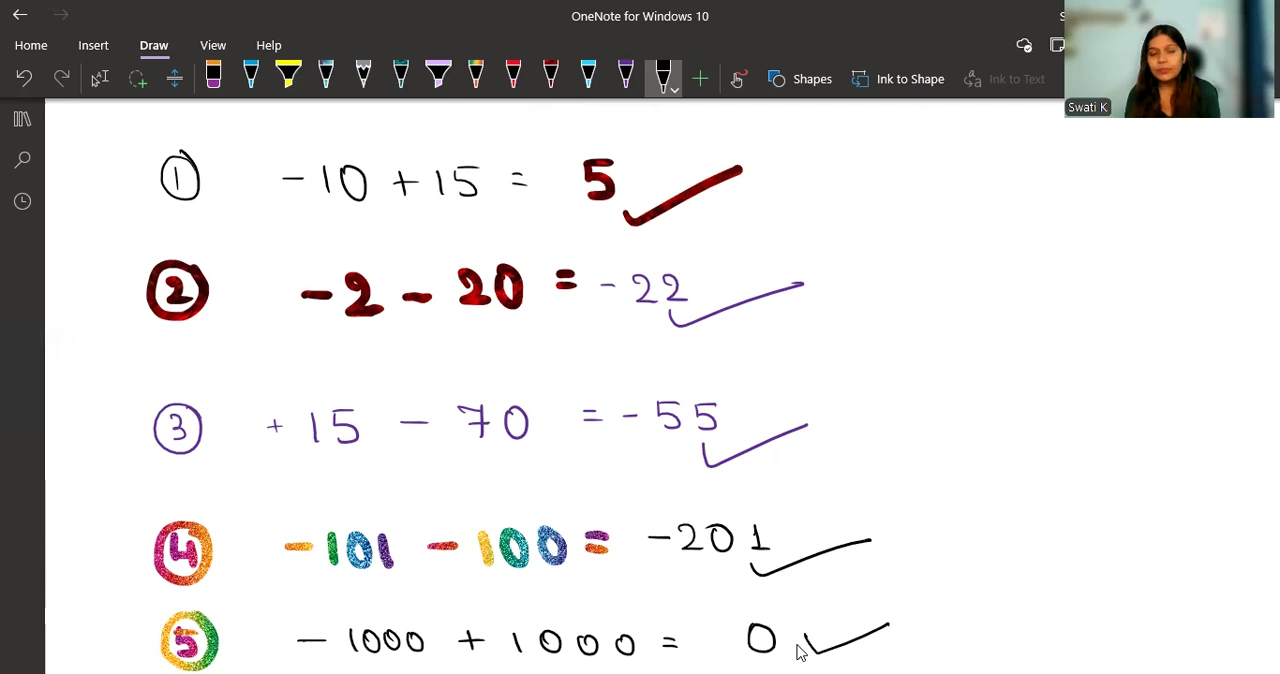 OneNote for Windows 10
S
Home Insert Draw View Help
Shapes Ink to Shape Ink to Text
Swati K
① -10 +15 = 5
② -2 - 20 = -22
③ +15 - 70 = -55
④ -101 -100 = -201
⑤ -1000 + 1000 = 0